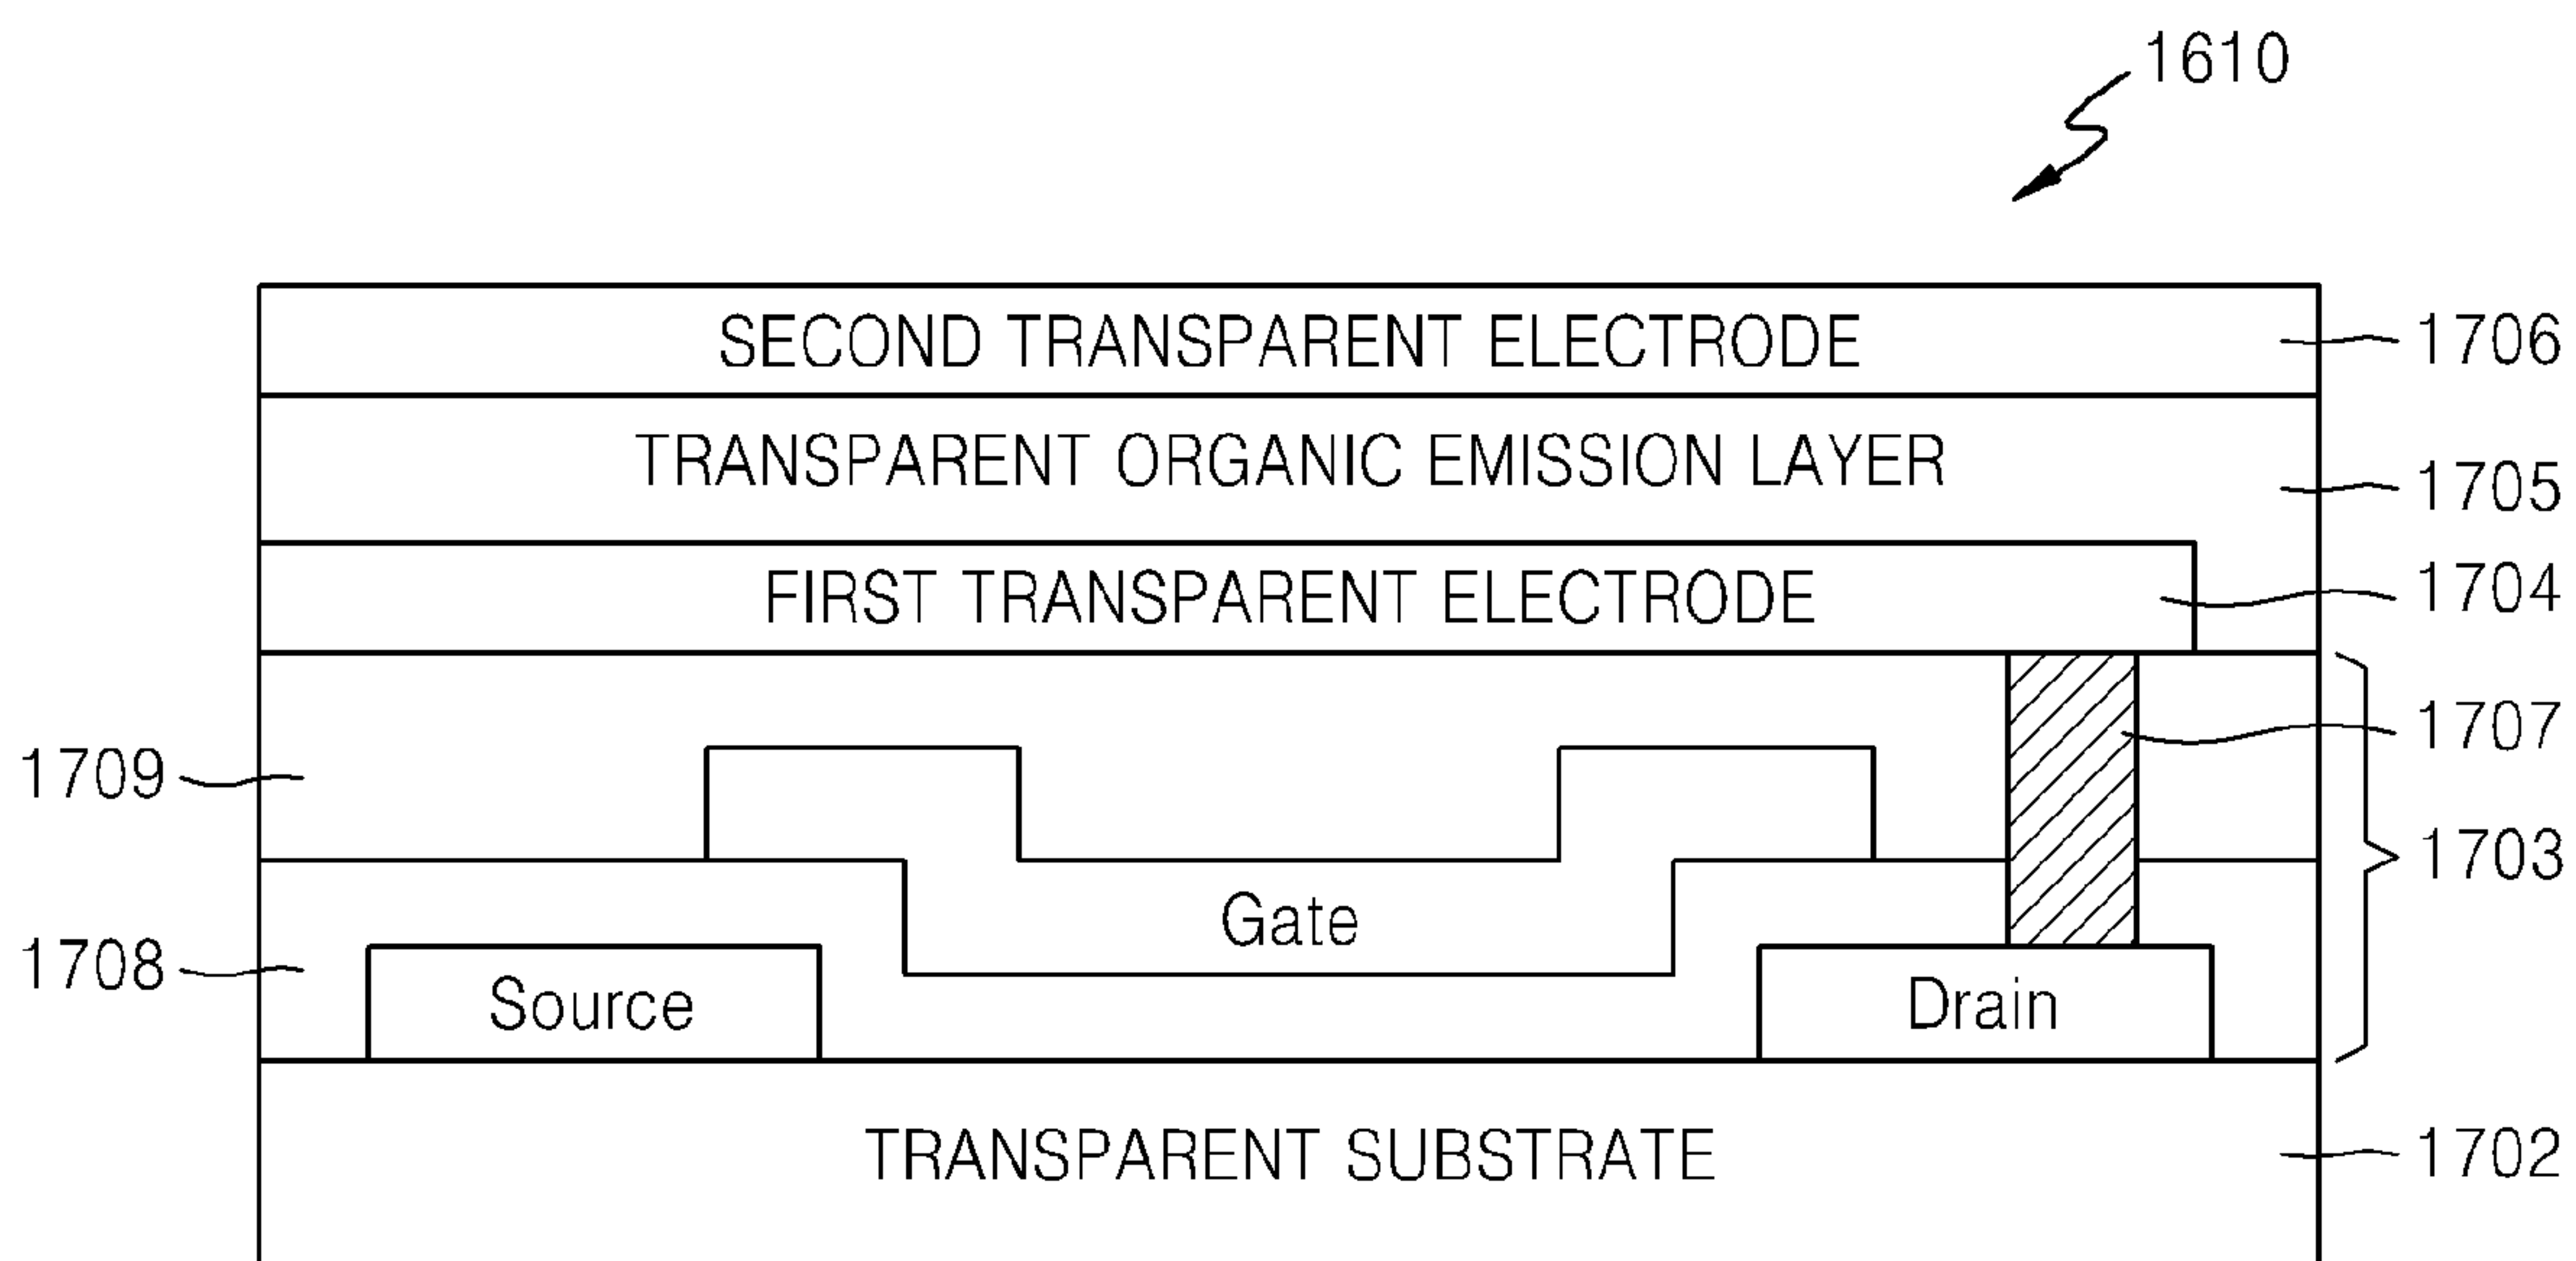 1610
SECOND TRANSPARENT ELECTRODE
1706
TRANSPARENT ORGANIC EMISSION LAYER
1705
FIRST TRANSPARENT ELECTRODE
1704
1707
1709
1703
Gate
1708
Source
Drain
TRANSPARENT SUBSTRATE
1702